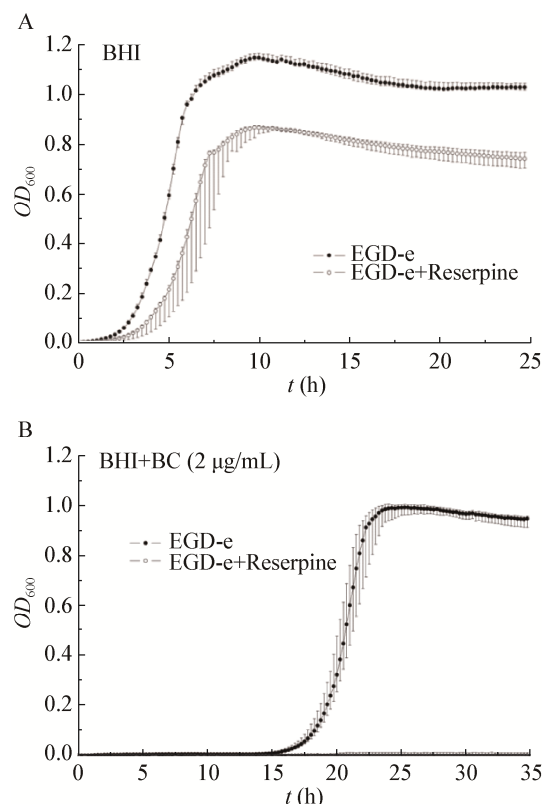 A
BHI
1.2
1.0
0.8
0.6
0.4
0.2
0.0
OD600
EGD-e
EGD-e+Reserpine
0 5 10 15 20 25
t (h)
B
BHI+BC (2 μg/mL)
1.2
1.0
0.8
0.6
0.4
0.2
0.0
OD600
EGD-e
EGD-e+Reserpine
0 5 10 15 20 25 30 35
t (h)